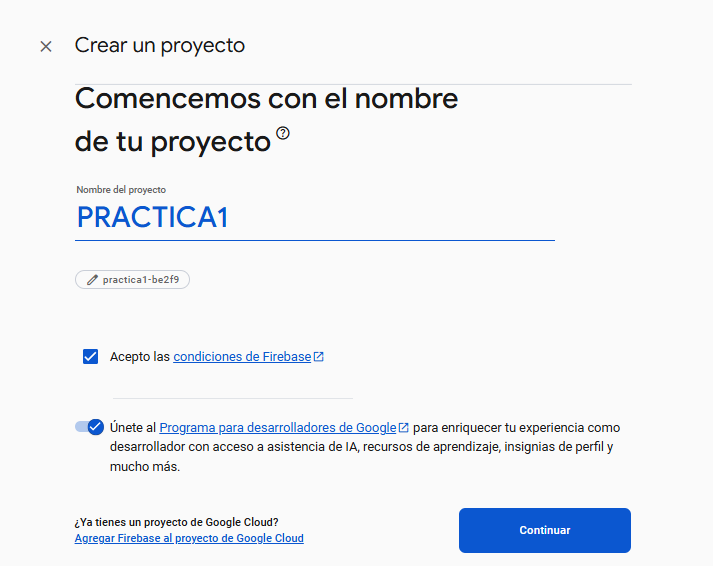 Crear un proyecto
Comencemos con el nombre
de tu proyecto
Nombre del proyecto
PRACTICA1
practica1-be2f9
Acepto las condiciones de Firebase
Únete al Programa para desarrolladores de Google para enriquecer tu experiencia como
desarrollador con acceso a asistencia de IA, recursos de aprendizaje, insignias de perfil y
mucho más.
¿Ya tienes un proyecto de Google Cloud?
Agregar Firebase al proyecto de Google Cloud
Continuar